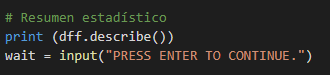 # Resumen estadístico
print (dff.describe())
wait = input("PRESS ENTER TO CONTINUE.")